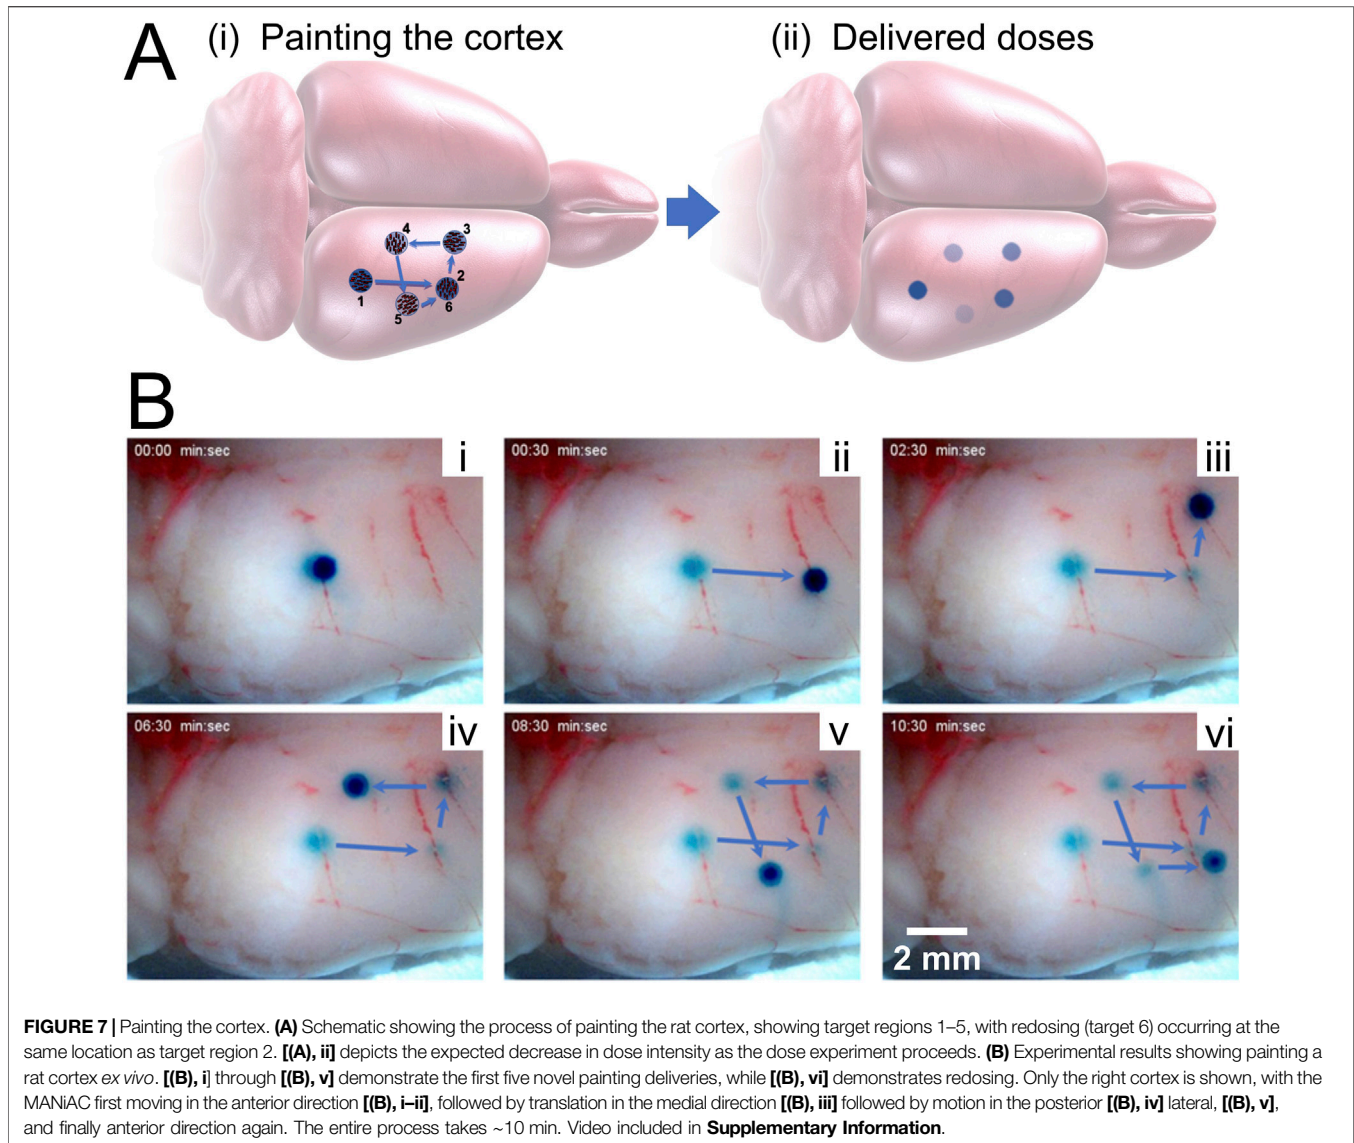 A (i) Painting the cortex (ii) Delivered doses
4 3
1 2
5 6
B
00:00 min:sec i
00:30 min:sec ii
02:30 min:sec iii
06:30 min:sec iv
08:30 min:sec v
10:30 min:sec vi
2 mm
FIGURE 7 | Painting the cortex. (A) Schematic showing the process of painting the rat cortex, showing target regions 1–5, with redosing (target 6) occurring at the
same location as target region 2. [(A), ii] depicts the expected decrease in dose intensity as the dose experiment proceeds. (B) Experimental results showing painting a
rat cortex ex vivo. [(B), i] through [(B), v] demonstrate the first five novel painting deliveries, while [(B), vi] demonstrates redosing. Only the right cortex is shown, with the
MANiAC first moving in the anterior direction [(B), i–ii], followed by translation in the medial direction [(B), iii] followed by motion in the posterior [(B), iv] lateral, [(B), v],
and finally anterior direction again. The entire process takes ~10 min. Video included in Supplementary Information.